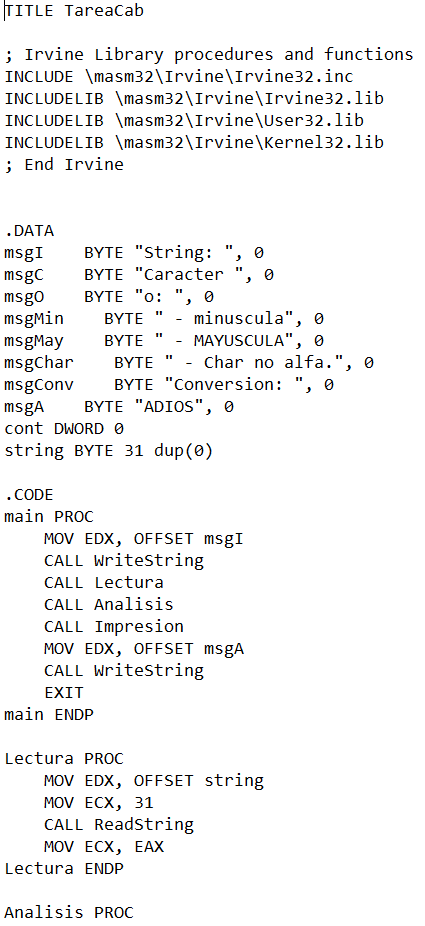 TITLE TareaCab

; Irvine Library procedures and functions
INCLUDE \masm32\Irvine\Irvine32.inc
INCLUDELIB \masm32\Irvine\Irvine32.lib
INCLUDELIB \masm32\Irvine\User32.lib
INCLUDELIB \masm32\Irvine\Kernel32.lib
; End Irvine


.DATA
msgI    BYTE "String: ", 0
msgC    BYTE "Caracter ", 0
msgO    BYTE "o: ", 0
msgMin    BYTE " - minuscula", 0
msgMay    BYTE " - MAYUSCULA", 0
msgChar    BYTE " - Char no alfa.", 0
msgConv    BYTE "Conversion: ", 0
msgA    BYTE "ADIOS", 0
cont DWORD 0
string BYTE 31 dup(0)

.CODE
main PROC
    MOV EDX, OFFSET msgI
    CALL WriteString
    CALL Lectura
    CALL Analisis
    CALL Impresion
    MOV EDX, OFFSET msgA
    CALL WriteString
    EXIT
main ENDP

Lectura PROC
    MOV EDX, OFFSET string
    MOV ECX, 31
    CALL ReadString
    MOV ECX, EAX
Lectura ENDP

Analisis PROC